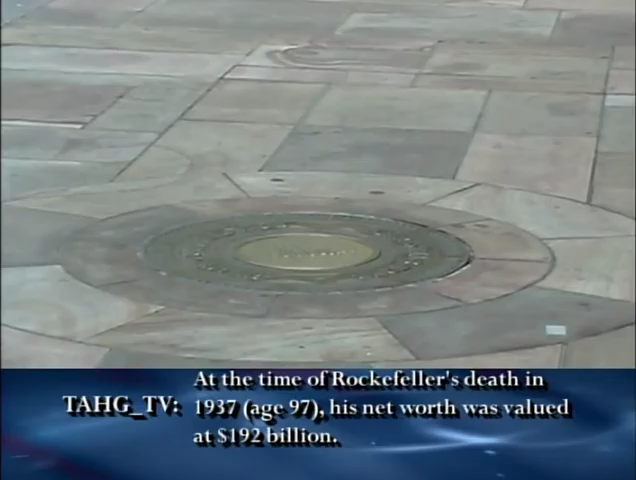 At the time of Rockefeller's death in
TAHG_TV: 1937 (age 97), his net worth was valued
at $192 billion.